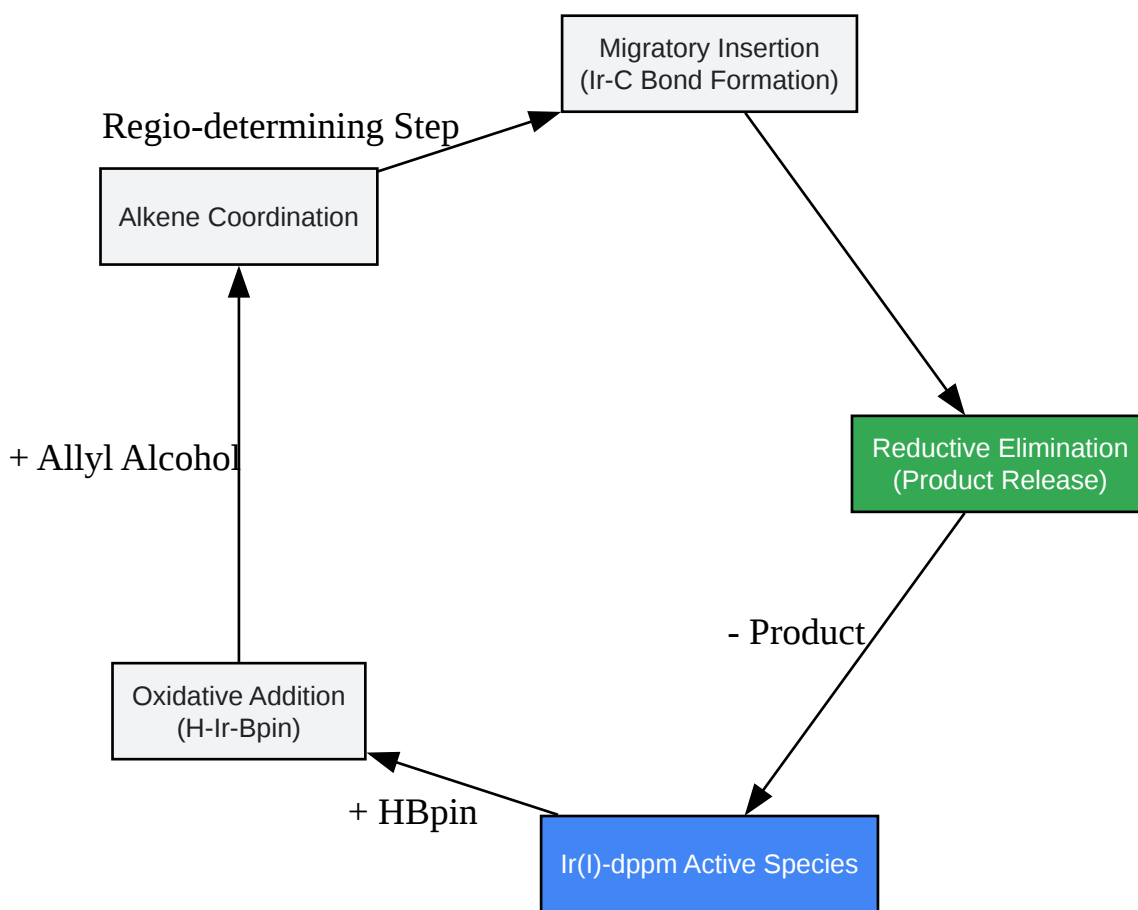 Migratory Insertion
(Ir-C Bond Formation)
Regio-determining Step
Alkene Coordination
Reductive Elimination
(Product Release)
+ Allyl Alcohol
- Product
Oxidative Addition
(H-Ir-Bpin)
+ HBpin
Ir(I)-dppm Active Species